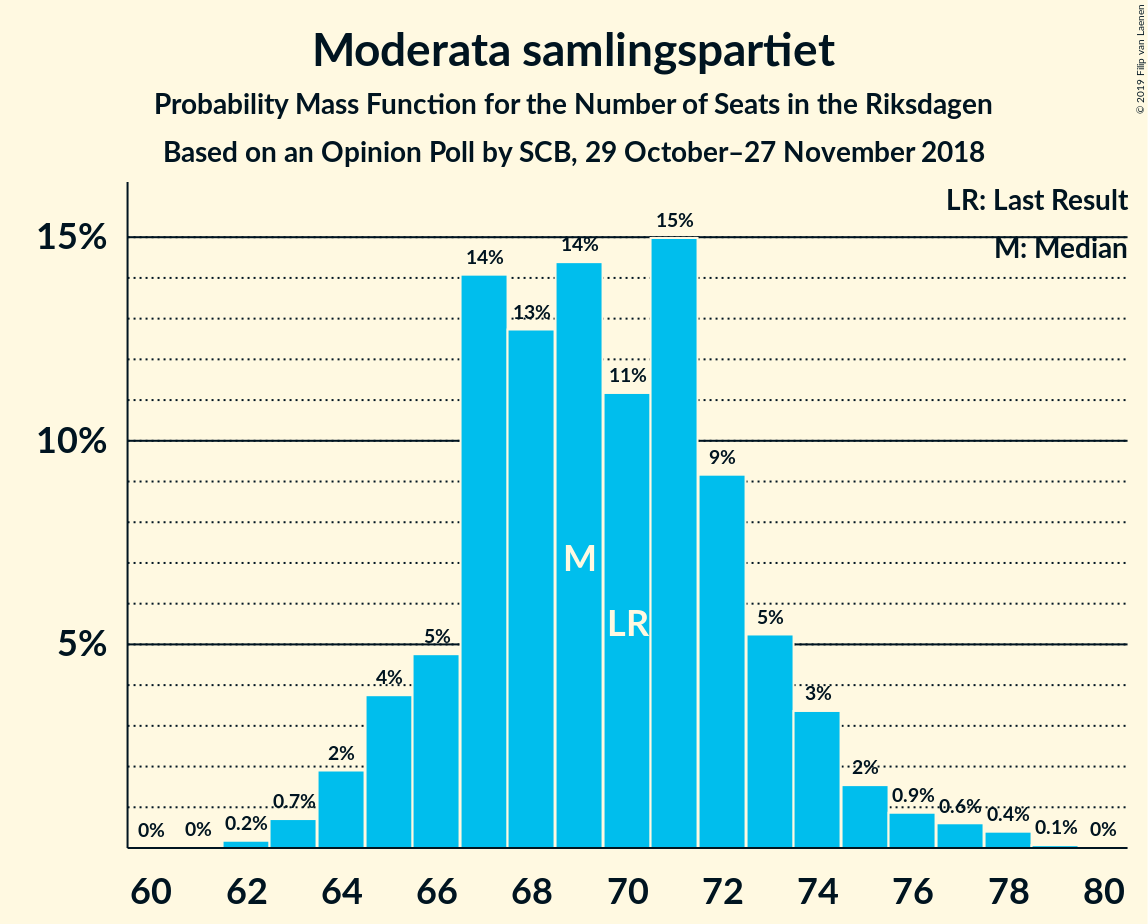 Moderata samlingspartiet
Probability Mass Function for the Number of Seats in the Riksdagen
Based on an Opinion Poll by SCB, 29 October–27 November 2018
© 2019 Filip van Laenen
LR: Last Result
M: Median
15%
10%
5%
0%
0%
0.2%
0.7%
2%
4%
5%
14%
13%
14%
11%
15%
9%
5%
3%
2%
0.9%
0.6%
0.4%
0.1%
0%
M
LR
60 62 64 66 68 70 72 74 76 78 80